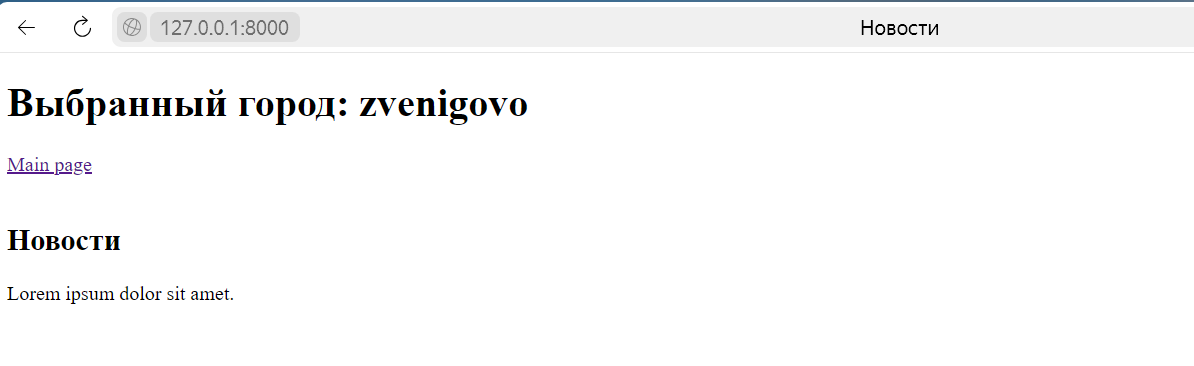 127.0.0.1:8000 Новости
Выбранный город: zvenigovo
Main page
Новости
Lorem ipsum dolor sit amet.